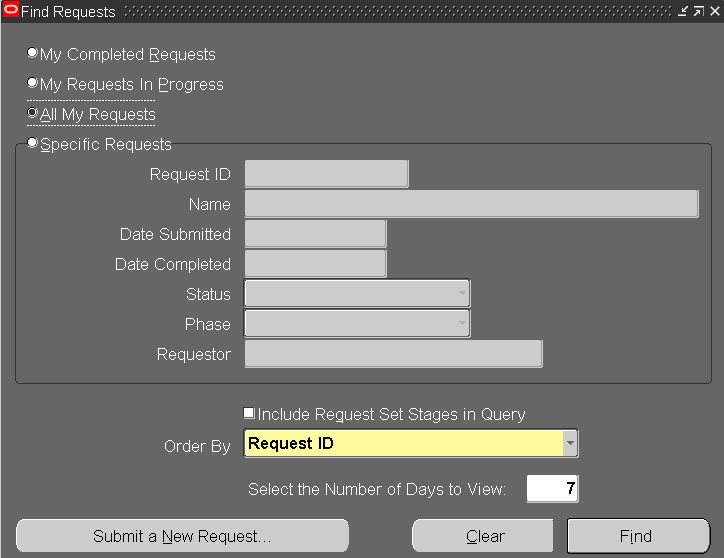 Find Requests
My Completed Requests
My Requests In Progress
All My Requests
Specific Requests
Request ID
Name
Date Submitted
Date Completed
Status
Phase
Requestor
Include Request Set Stages in Query
Order By Request ID
Select the Number of Days to View: 7
Submit a New Request... Clear Find